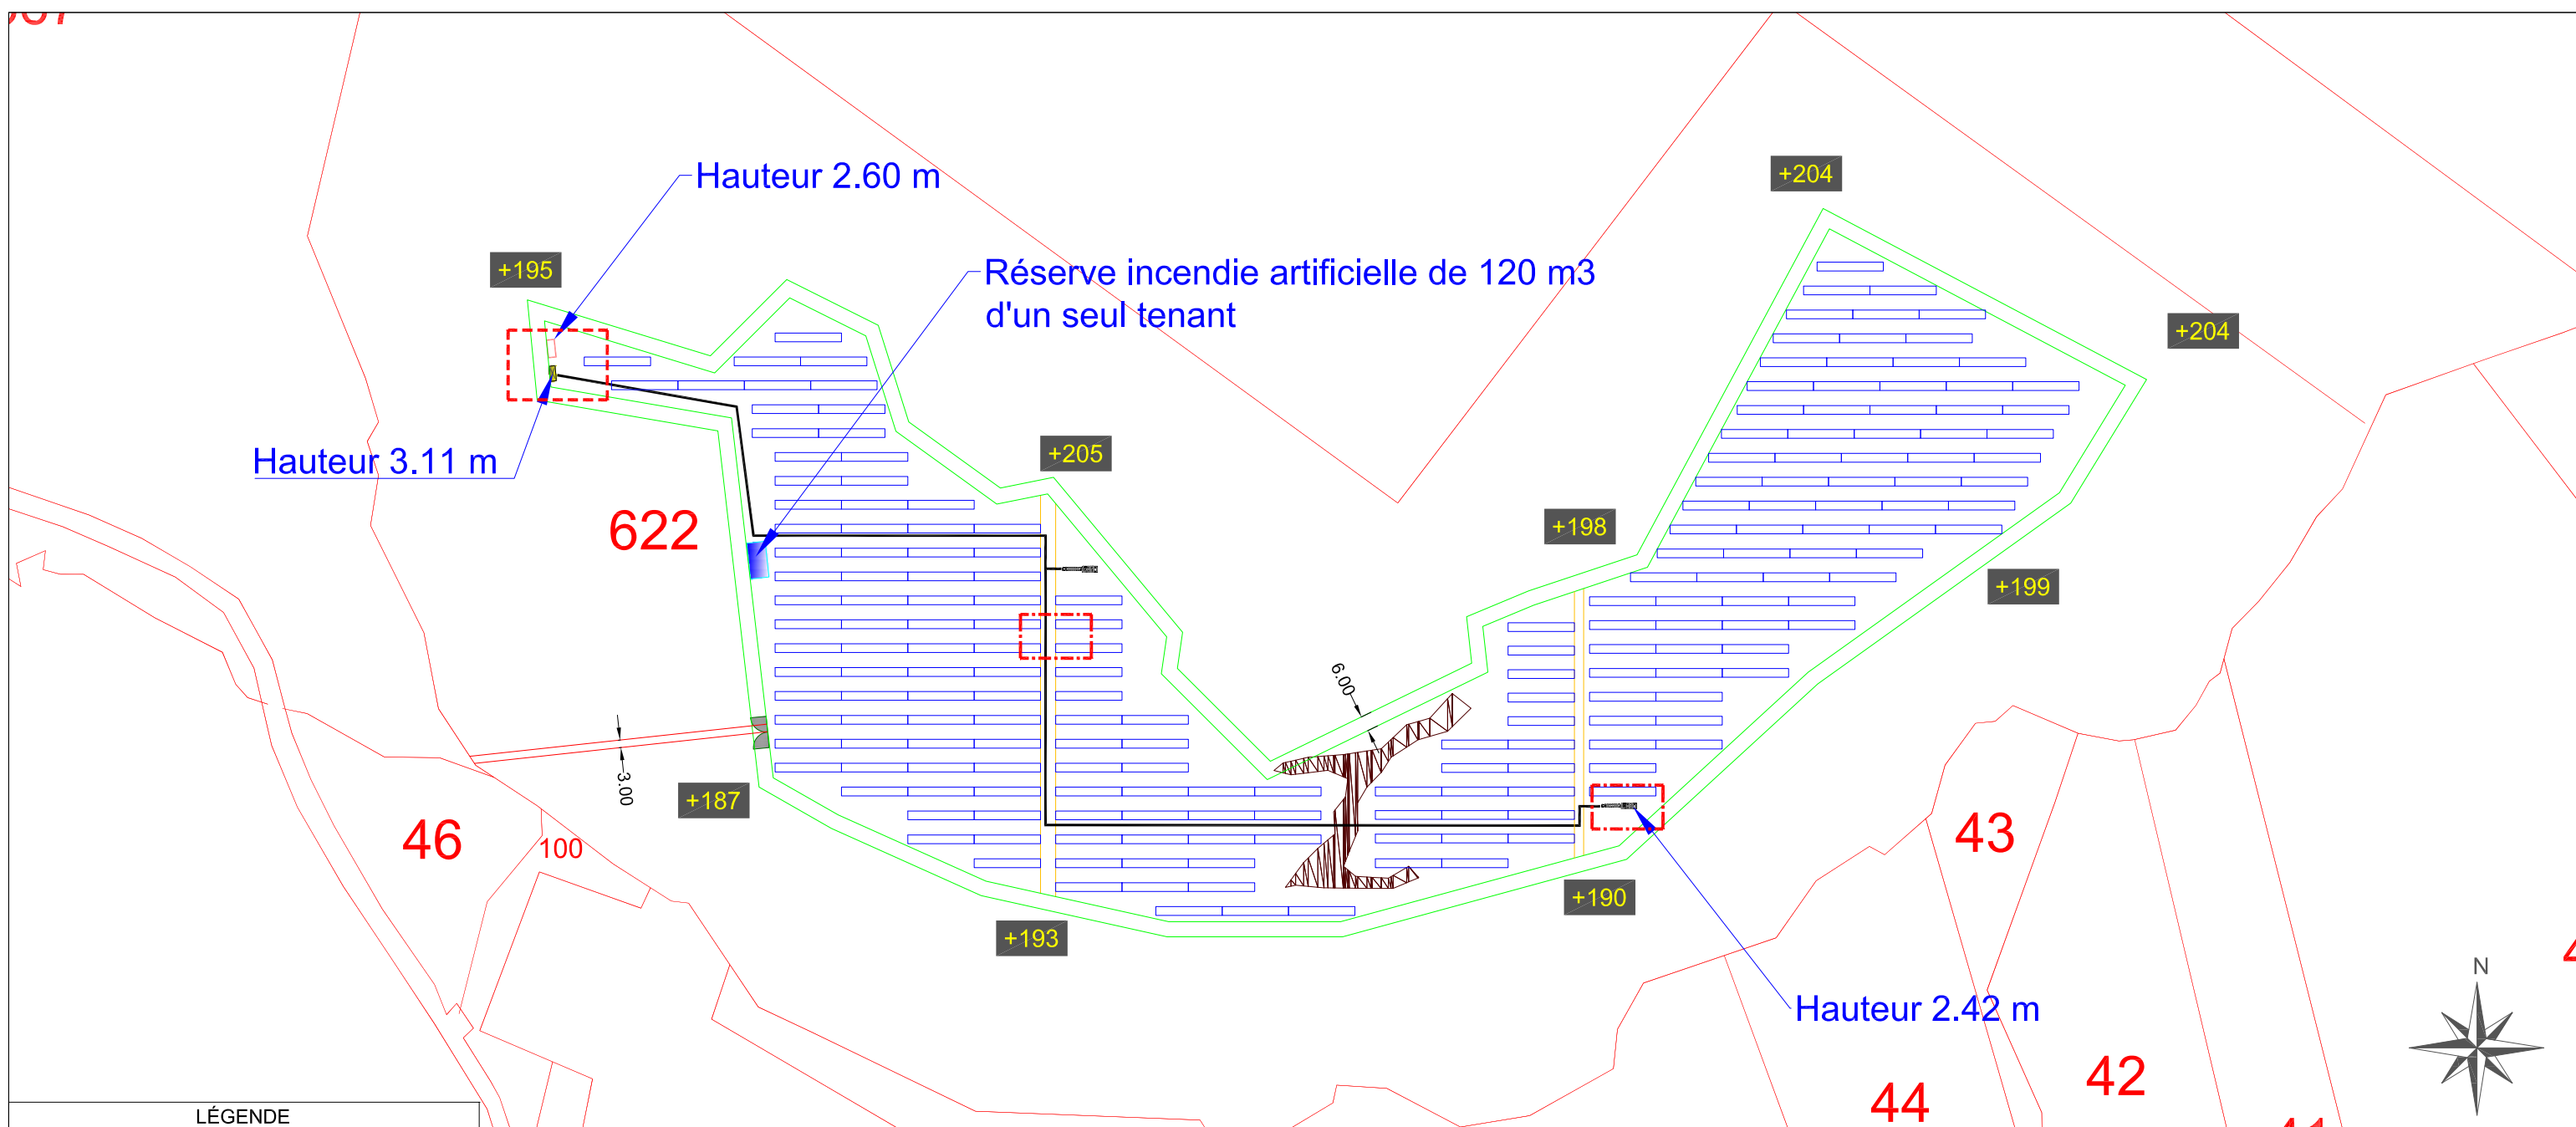 +204
Hauteur 2.60 m
+195
Réserve incendie artificielle de 120 m3
d'un seul tenant
+204
+205
Hauteur 3.11 m
622
+198
+199
6.00
3.00
+187
46
100
43
+190
+193
N
Hauteur 2.42 m
42
44
LÉGENDE